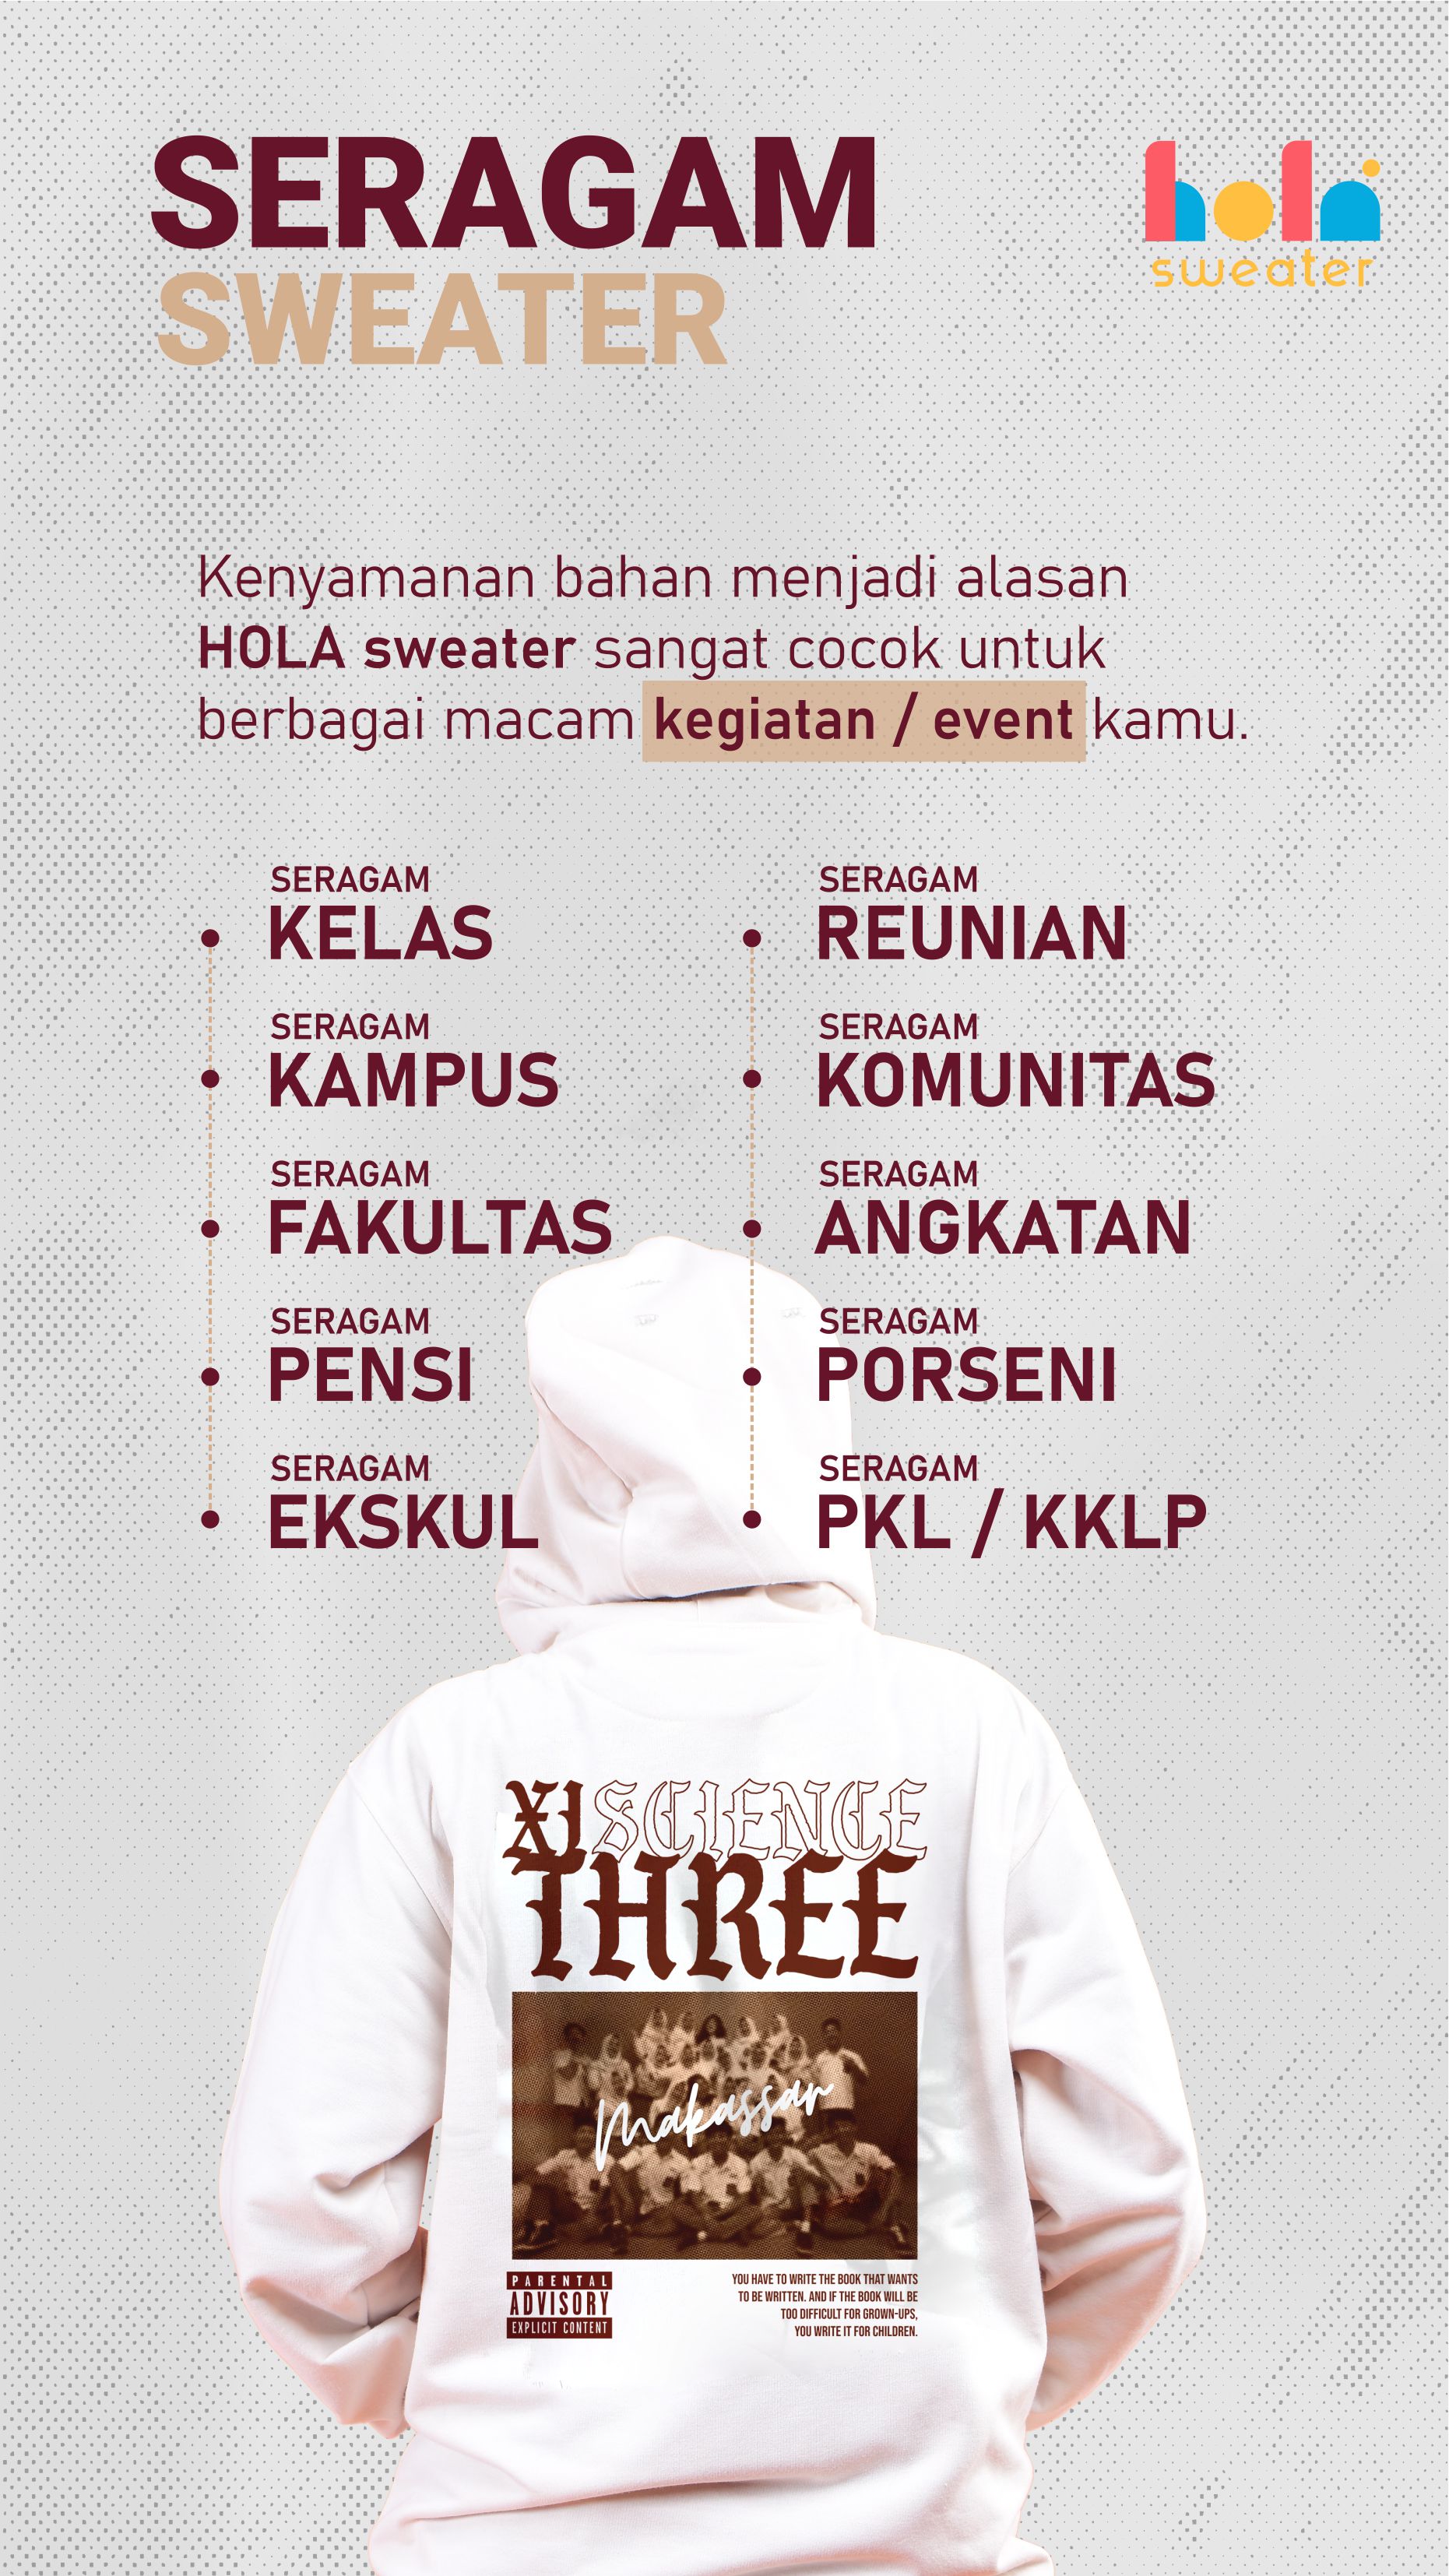 SERAGAM
SWEATER
hola
sweater
Kenyamanan bahan menjadi alasan
HOLA sweater sangat cocok untuk
berbagai macam kegiatan / event kamu.
SERAGAM
KELAS
SERAGAM
KAMPUS
SERAGAM
FAKULTAS
SERAGAM
PENSI
SERAGAM
EKSKUL
SERAGAM
REUNIAN
SERAGAM
KOMUNITAS
SERAGAM
ANGKATAN
SERAGAM
PORSENI
SERAGAM
PKL / KKLP
XI SCIENCE
THREE
Makassar
PARENTAL
ADVISORY
EXPLICIT CONTENT
YOU HAVE TO WRITE THE BOOK THAT WANTS
TO BE WRITTEN. AND IF THE BOOK WILL BE
TOO DIFFICULT FOR GROWN-UPS,
YOU WRITE IT FOR CHILDREN.